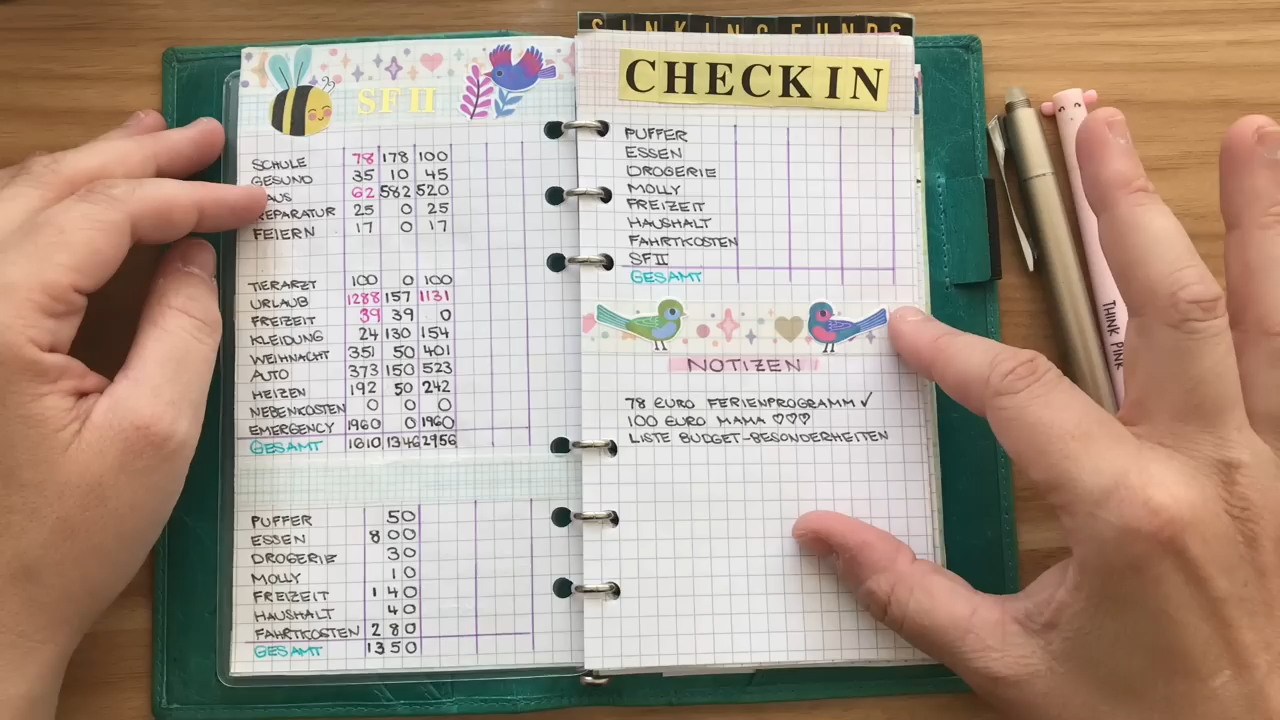 SINKING FUNDS
SF II
SCHULE 78 178 100
GESUND 35 10 45
AUS 62 582 520
REPARATUR 25 0 25
FEIERN 17 0 17
TIERARZT 100 0 100
URLAUB 1288 157 1131
FREIZEIT 39 39 0
KLEIDUNG 24 130 154
WEIHNACHT 351 50 401
AUTO 373 150 523
HEIZEN 192 50 242
NEBENKOSTEN 0 0 0
EMERGENCY 1960 0 1960
GESAMT 1610 1346 2956
PUFFER 50
ESSEN 800
DROGERIE 30
MOLLY 10
FREIZEIT 140
HAUSHALT 40
FAHRTKOSTEN 280
GESAMT 1350
CHECK IN
PUFFER
ESSEN
DROGERIE
MOLLY
FREIZEIT
HAUSHALT
FAHRTKOSTEN
SF II
GESAMT
NOTIZEN
78 EURO FERIENPROGRAMM ✓
100 EURO MAMA ♡♡♡
LISTE BUDGET-BESONDERHEITEN
THINK PINK